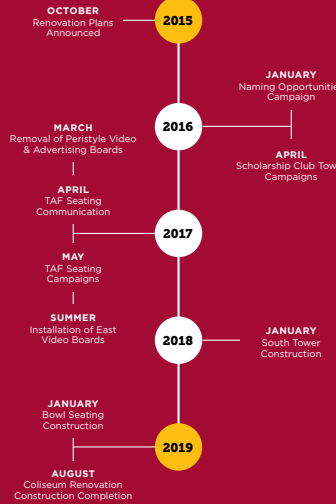 OCTOBER
Renovation Plans
Announced
2015
JANUARY
Naming Opportunitie
Campaign
2016
APRIL
Scholarship Club Tow
Campaigns
MARCH
Removal of Peristyle Video
& Advertising Boards
APRIL
TAF Seating
Communication
2017
MAY
TAF Seating
Campaigns
SUMMER
Installation of East
Video Boards
2018
JANUARY
South Tower
Construction
JANUARY
Bowl Seating
Construction
2019
AUGUST
Coliseum Renovation
Construction Completion